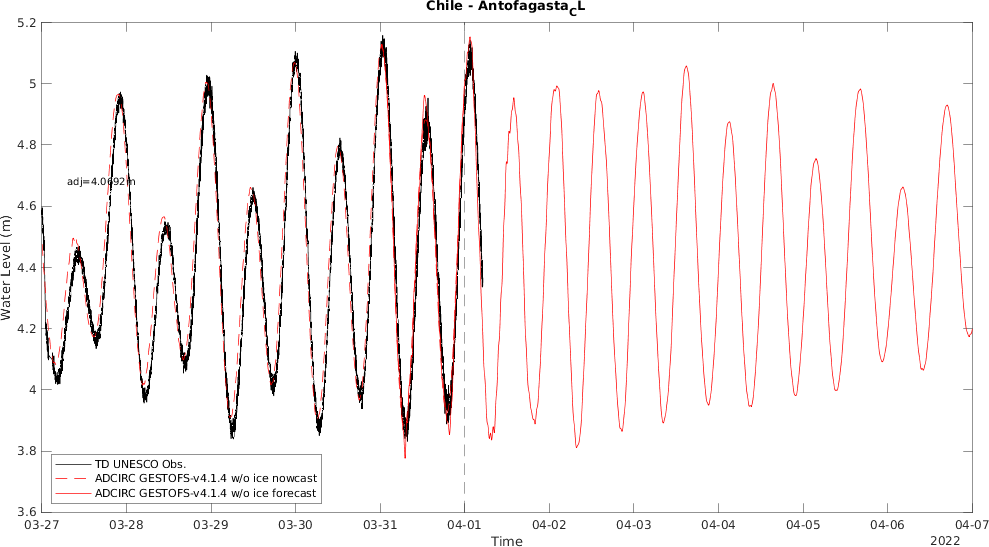 Chile - Antofagasta_CL
5.2
5
4.8
4.6
4.4
4.2
4
3.8
3.6
Water Level (m)
adj=4.0692m
TD UNESCO Obs.
ADCIRC GESTOFS-v4.1.4 w/o ice nowcast
ADCIRC GESTOFS-v4.1.4 w/o ice forecast
03-27 03-28 03-29 03-30 03-31 04-01 04-02 04-03 04-04 04-05 04-06 04-07
Time
2022